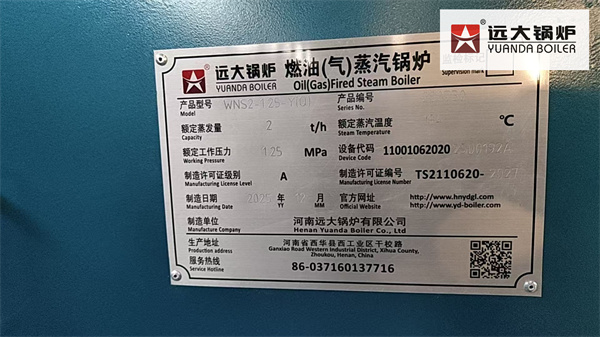 远大锅炉
YUANDA BOILER
远大锅炉
YUANDA BOILER
燃油(气)蒸汽锅炉
Oil(Gas)Fired Steam Boiler
监检标记
Supervision mark
产品型号
Model
WNS2-1.25-Y(Q)
产品编号
Series No.
额定蒸发量
Capacity
2 t/h
额定蒸汽温度
Steam Temperature
℃
额定工作压力
Working Pressure
1.25 MPa
设备代码
Device Code
11001062020
制造许可证级别
Manufacturing License Level
A
制造许可证编号
Manufacturing License Number
TS2110620-
制造日期
Manufacturing Date
年
YY
月
MM
官方网站
Official Website
http://www.hnydgl.com
http://www.yd-boiler.com
制造单位
Manufacture Company
河南远大锅炉有限公司
Henan Yuanda Boiler Co., Ltd.
生产地址
Production address
河南省西华县西工业区干校路
Ganxiao Road Western Industrial District, Xihua County,
Zhoukou, Henan, China
服务热线
Service Hotline
86-037160137716